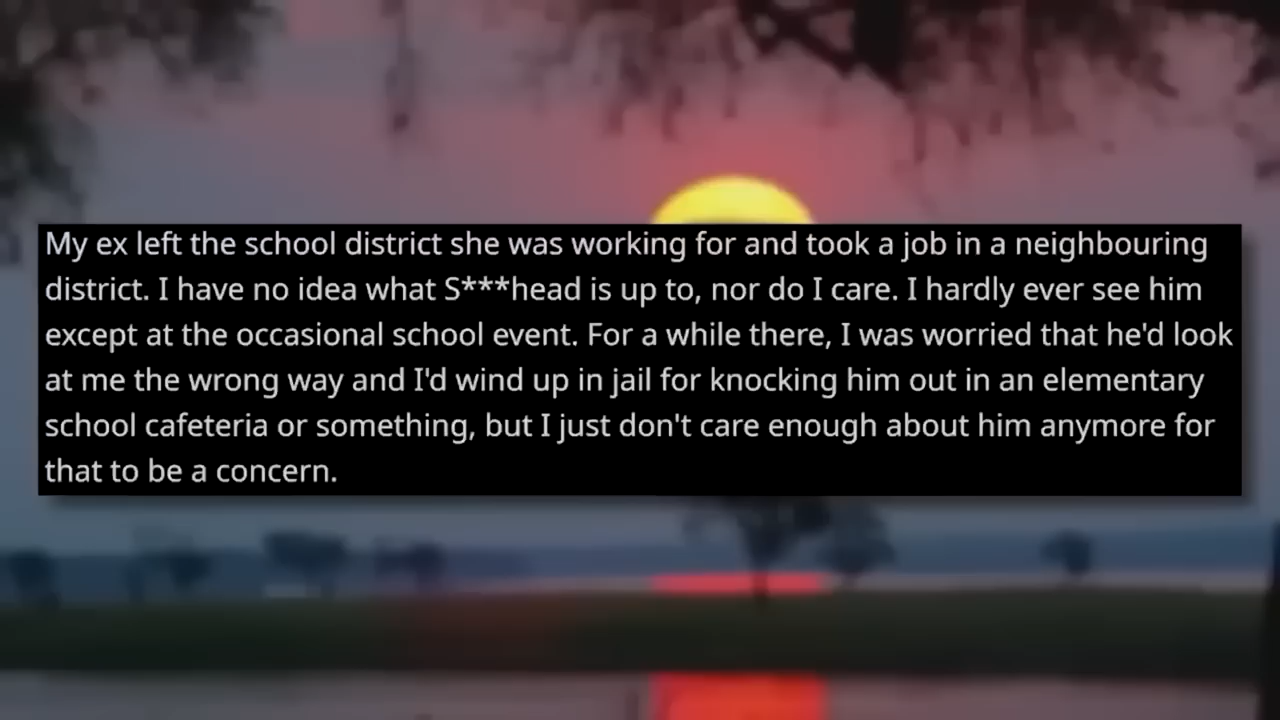 My ex left the school district she was working for and took a job in a neighbouring
district. I have no idea what S***head is up to, nor do I care. I hardly ever see him
except at the occasional school event. For a while there, I was worried that he'd look
at me the wrong way and I'd wind up in jail for knocking him out in an elementary
school cafeteria or something, but I just don't care enough about him anymore for
that to be a concern.